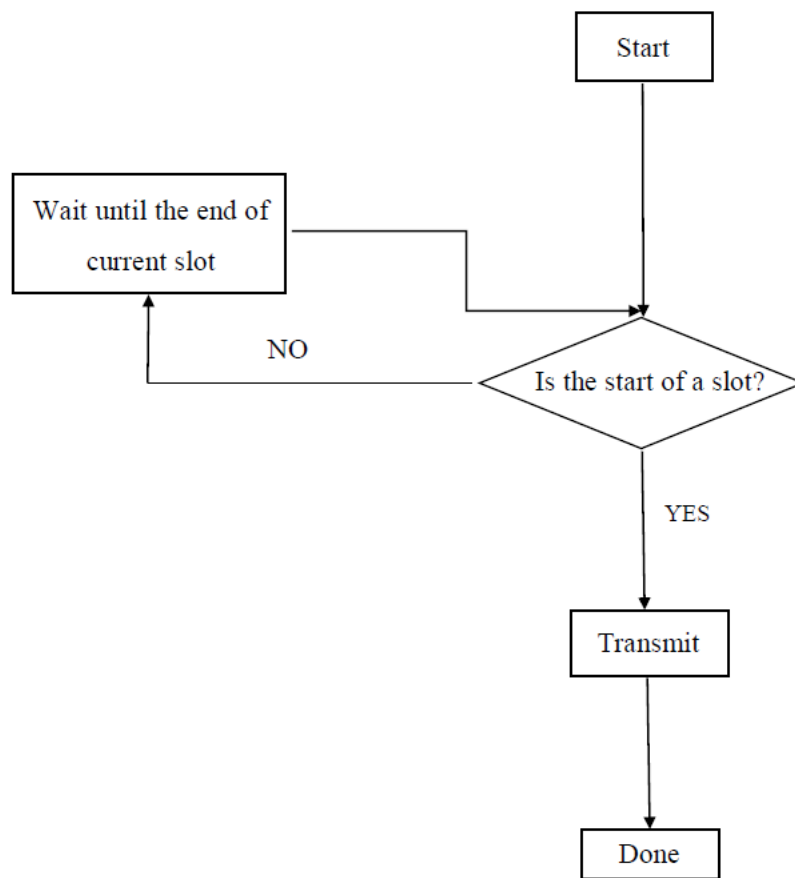 Start
Wait until the end of
current slot
NO
Is the start of a slot?
YES
Transmit
Done